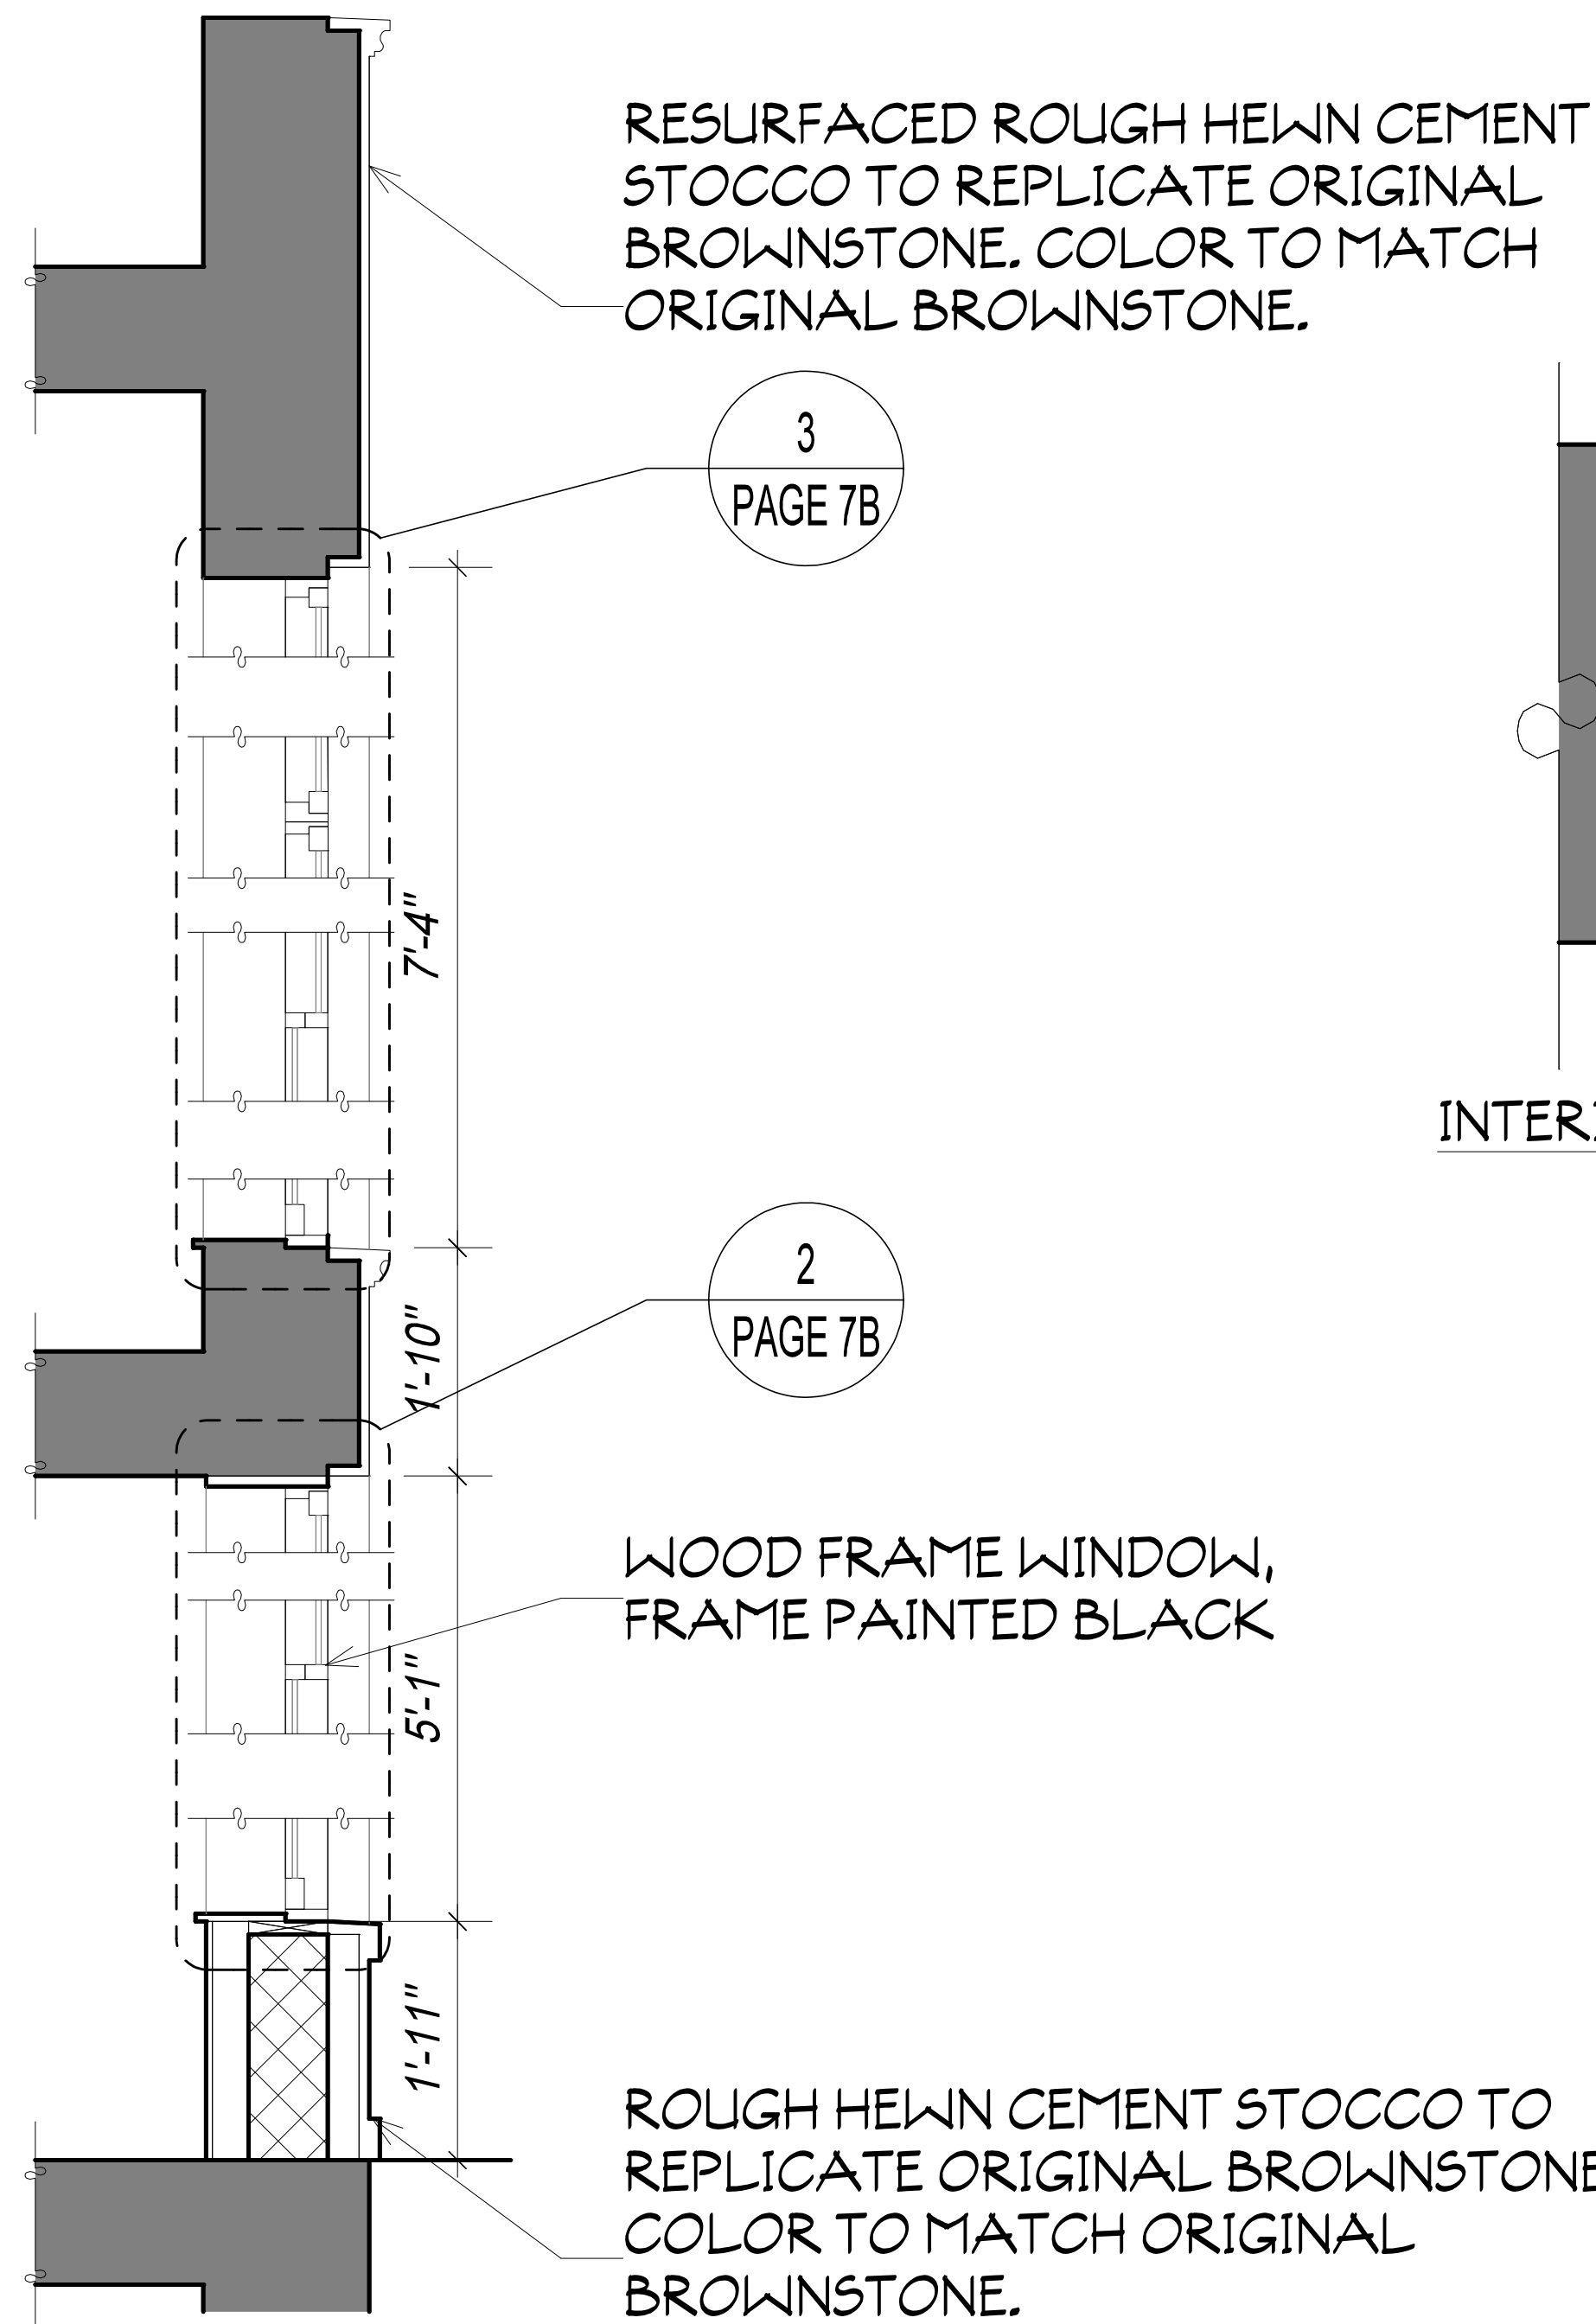 RESURFACED ROUGH HEWN CEMENT
STOCCO TO REPLICATE ORIGINAL
BROWNSTONE. COLOR TO MATCH
ORIGINAL BROWNSTONE.
3
PAGE 7B
7'-4"
INTER
2
PAGE 7B
1'-10"
WOOD FRAME WINDOW,
FRAME PAINTED BLACK
5'-1"
1'-11"
ROUGH HEWN CEMENT STOCCO TO
REPLICATE ORIGINAL BROWNSTONE
COLOR TO MATCH ORIGINAL
BROWNSTONE.